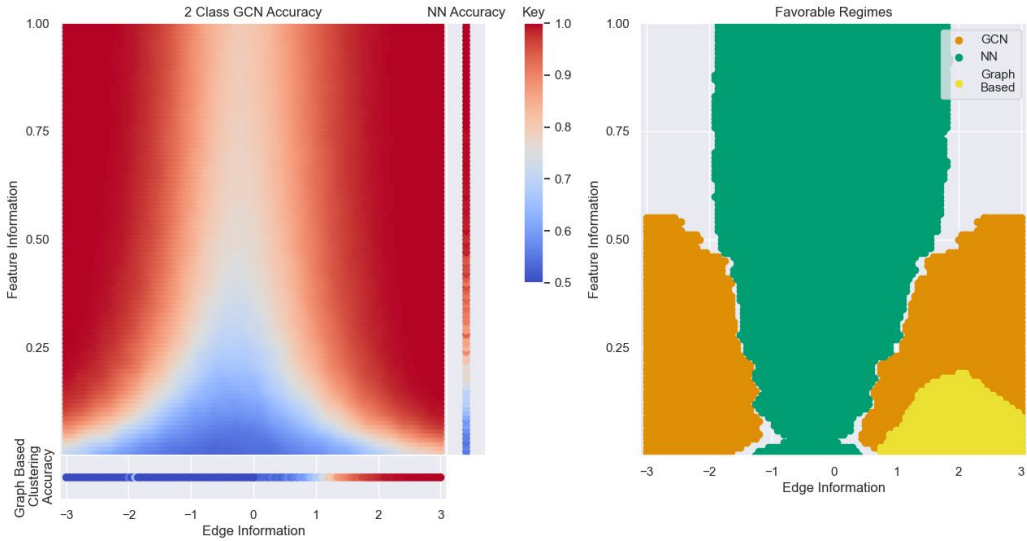 2 Class GCN Accuracy
NN Accuracy
Key
Favorable Regimes
Feature Information
1.00
0.75
0.50
0.25
1.0
0.9
0.8
0.7
0.6
0.5
Graph Based
Clustering
Accuracy
−3 −2 −1 0 1 2 3
Edge Information
Feature Information
1.00
0.75
0.50
0.25
GCN
NN
Graph
Based
−3 −2 −1 0 1 2 3
Edge Information